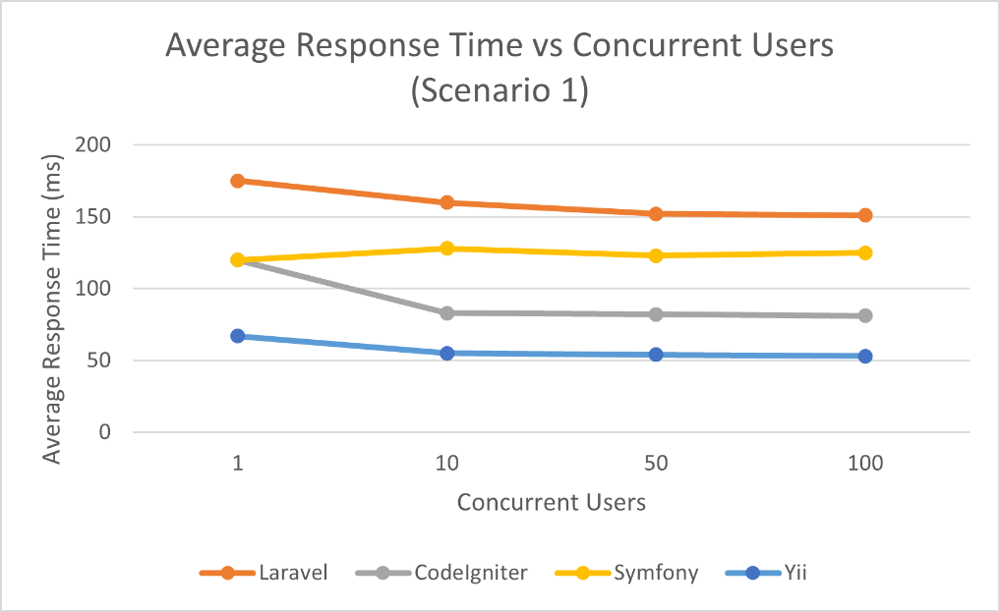 Average Response Time vs Concurrent Users
(Scenario 1)
Average Response Time (ms)
200
150
100
50
0
1 10 50 100
Concurrent Users
Laravel CodeIgniter Symfony Yii